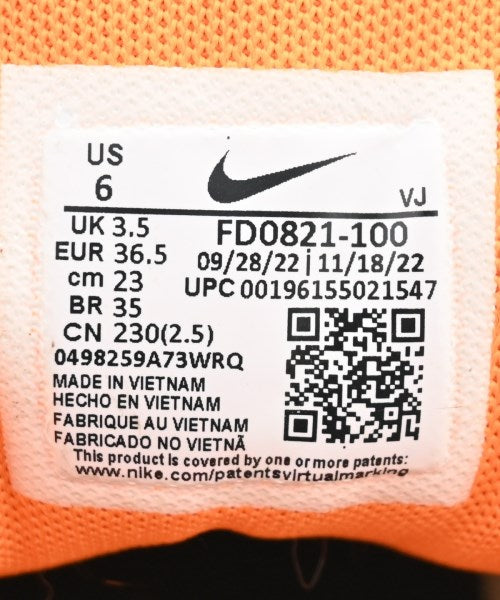 US
6
VJ
UK 3.5
EUR 36.5
cm 23
BR 35
CN 230(2.5)
FD0821-100
09/28/22 | 11/18/22
UPC 00196155021547
0498259A73WRQ
MADE IN VIETNAM
HECHO EN VIETNAM
FABRIQUE AU VIETNAM
FABRICADO NO VIETNÃ
This product is covered by one or more patents:
www.nike.com/patentsvirtualmarking